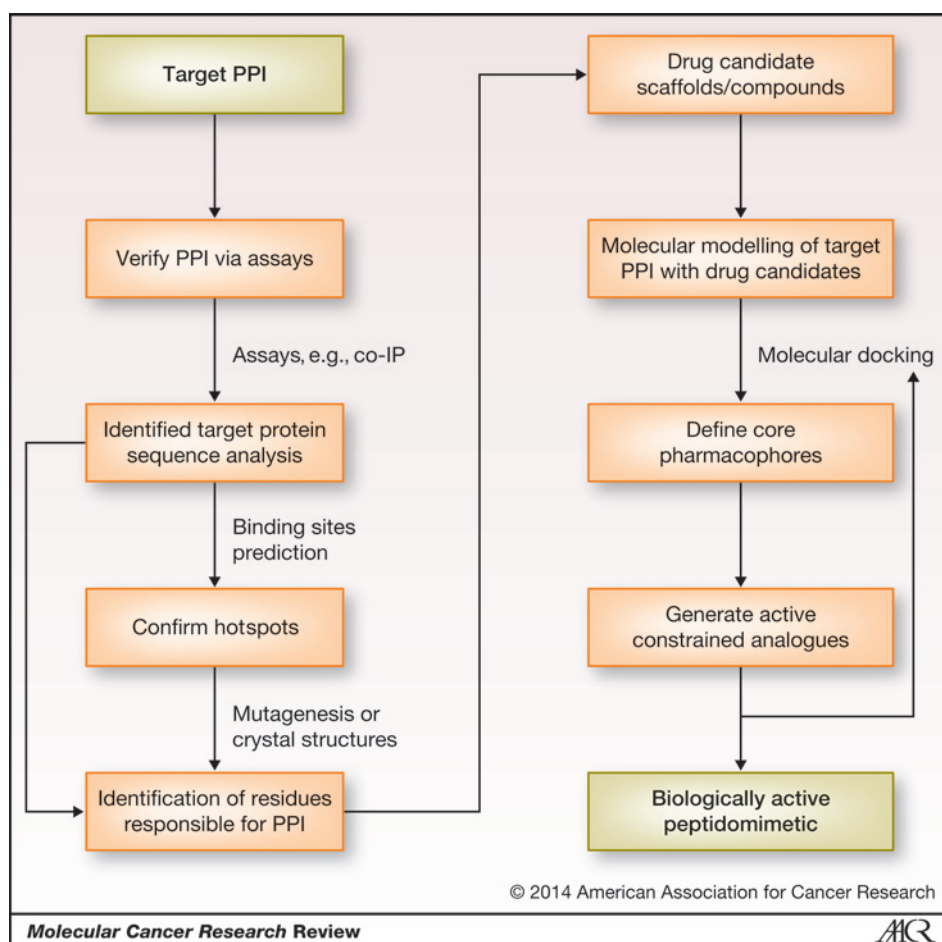 Target PPI
Verify PPI via assays
Assays, e.g., co-IP
Identified target protein
sequence analysis
Binding sites
prediction
Confirm hotspots
Mutagenesis or
crystal structures
Identification of residues
responsible for PPI
Drug candidate
scaffolds/compounds
Molecular modelling of target
PPI with drug candidates
Molecular docking
Define core
pharmacophores
Generate active
constrained analogues
Biologically active
peptidomimetic
© 2014 American Association for Cancer Research
Molecular Cancer Research Review
AACR